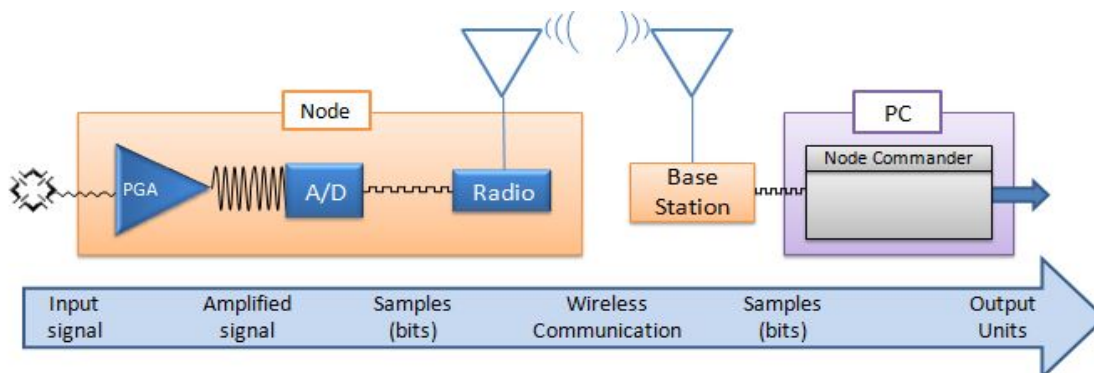 Node
PC
Node Commander
PGA
A/D
Radio
Base
Station
Input
signal
Amplified
signal
Samples
(bits)
Wireless
Communication
Samples
(bits)
Output
Units